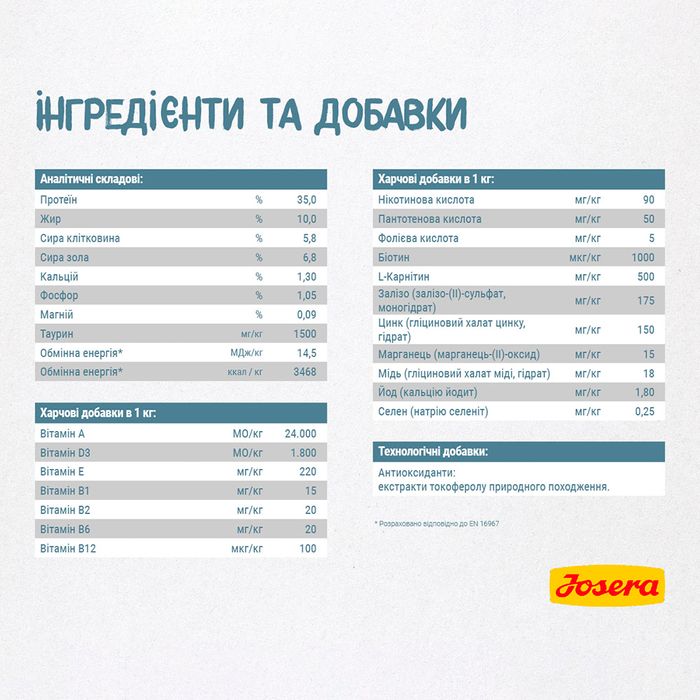 ІНГРЕДІЄНТИ ТА ДОБАВКИ
Аналітичні складові:
Протеїн % 35,0
Жир % 10,0
Сира клітковина % 5,8
Сира зола % 6,8
Кальцій % 1,30
Фосфор % 1,05
Магній % 0,09
Таурин мг/кг 1500
Обмінна енергія* МДж/кг 14,5
Обмінна енергія* ккал / кг 3468
Харчові добавки в 1 кг:
Вітамін A МО/кг 24.000
Вітамін D3 МО/кг 1.800
Вітамін E мг/кг 220
Вітамін B1 мг/кг 15
Вітамін B2 мг/кг 20
Вітамін B6 мг/кг 20
Вітамін B12 мкг/кг 100
Харчові добавки в 1 кг:
Нікотинова кислота мг/кг 90
Пантотенова кислота мг/кг 50
Фолієва кислота мг/кг 5
Біотин мкг/кг 1000
L-Карнітин мг/кг 500
Залізо (залізо-(II)-сульфат,
моногідрат) мг/кг 175
Цинк (гліциновий халат цинку,
гідрат) мг/кг 150
Марганець (марганець-(II)-оксид) мг/кг 15
Мідь (гліциновий халат міді, гідрат) мг/кг 18
Йод (кальцію йодит) мг/кг 1,80
Селен (натрію селеніт) мг/кг 0,25
Технологічні добавки:
Антиоксиданти:
екстракти токоферолу природного походження.
* Розраховано відповідно до EN 16967
Josera